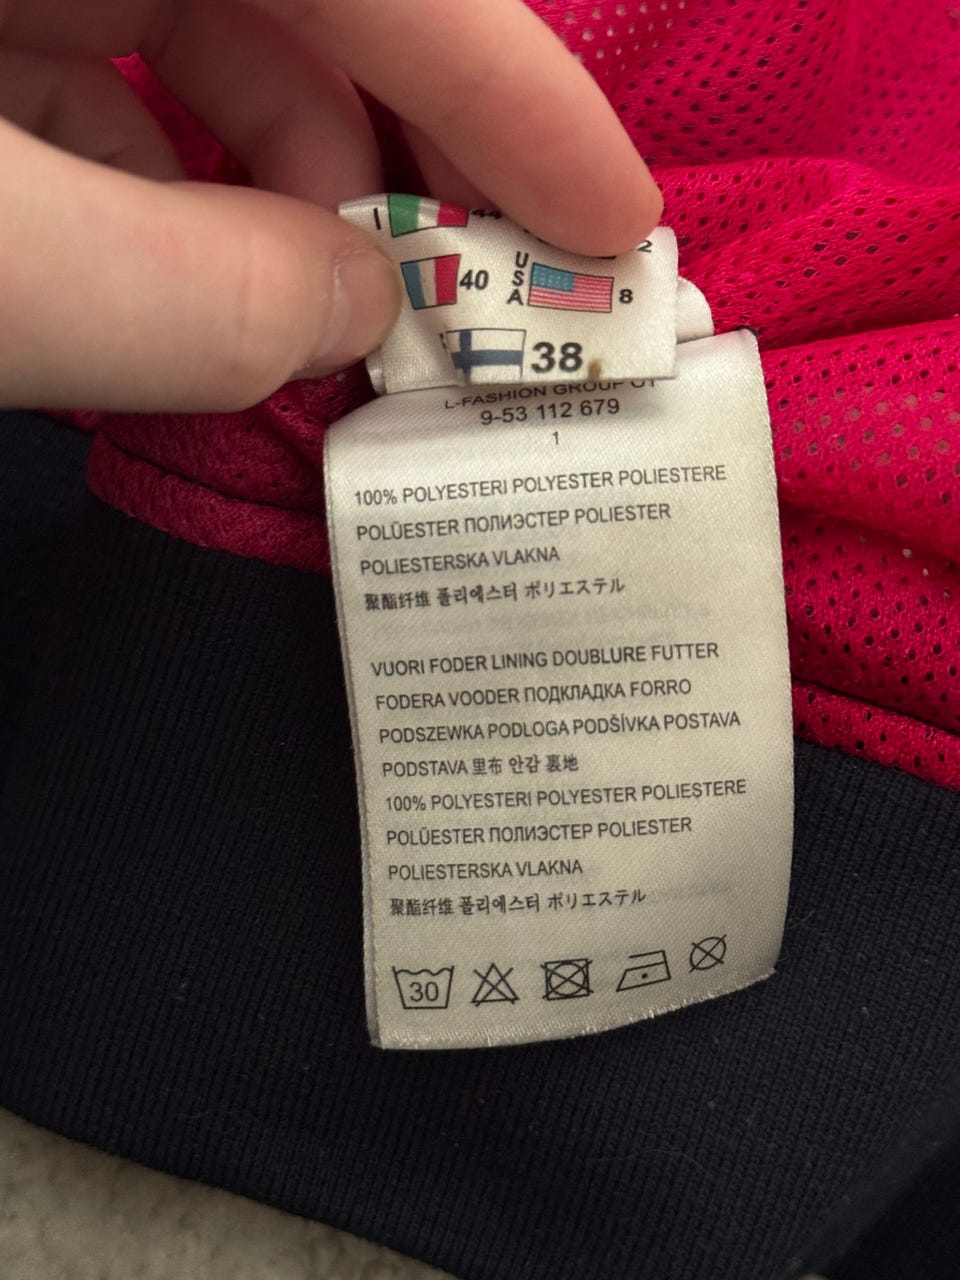 I 44
2
40 USA 8
38
L-FASHION GROUP OY
9-53 112 679
1
100% POLYESTERI POLYESTER POLIESTERE
POLÜESTER ПОЛИЭСТЕР POLIESTER
POLIESTERSKA VLAKNA
聚酯纤维 폴리에스터 ポリエステル
VUORI FODER LINING DOUBLURE FUTTER
FODERA VOODER ПОДКЛАДКА FORRO
PODSZEWKA PODLOGA PODŠÍVKA POSTAVA
PODSTAVA 里布 안감 裏地
100% POLYESTERI POLYESTER POLIESTERE
POLÜESTER ПОЛИЭСТЕР POLIESTER
POLIESTERSKA VLAKNA
聚酯纤维 폴리에스터 ポリエステル
30